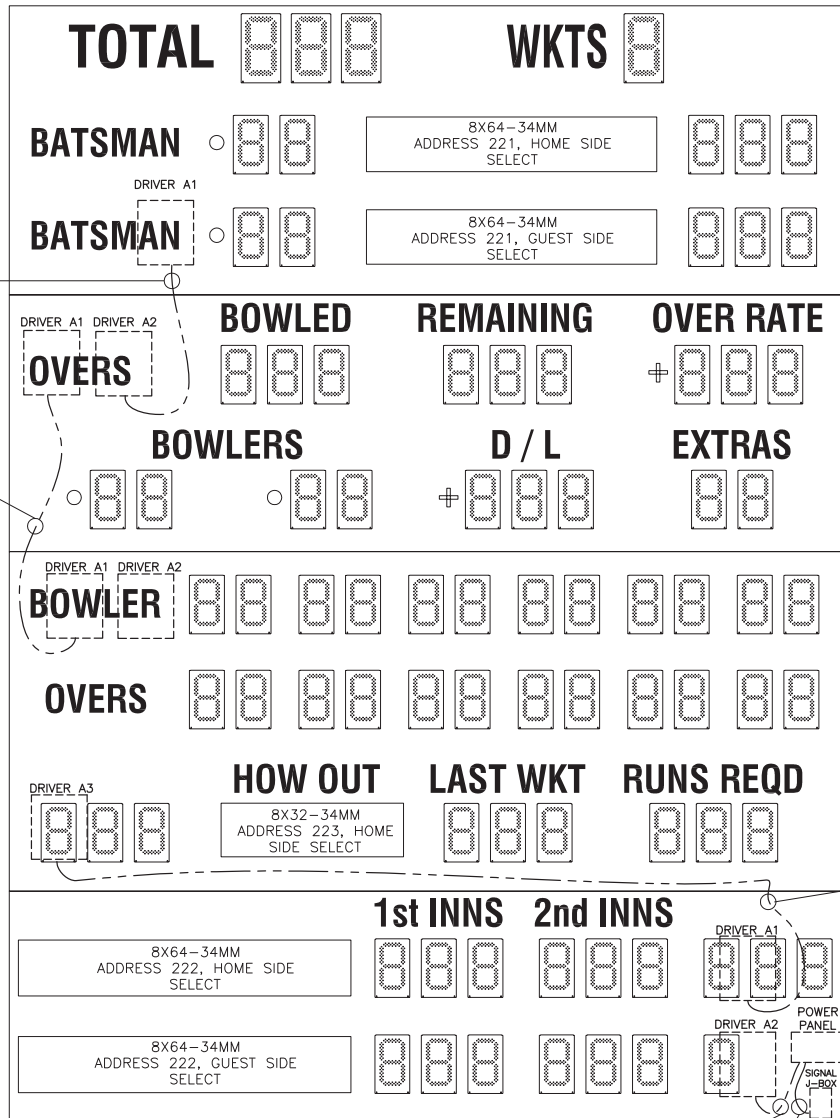 TOTAL WKTS
BATSMAN
8X64-34MM
ADDRESS 221, HOME SIDE
SELECT
DRIVER A1
BATSMAN
8X64-34MM
ADDRESS 221, GUEST SIDE
SELECT
DRIVER A1 DRIVER A2
BOWLED REMAINING OVER RATE
OVERS
BOWLERS D / L EXTRAS
DRIVER A1 DRIVER A2
BOWLER
OVERS
DRIVER A3
HOW OUT LAST WKT RUNS REQD
8X32-34MM
ADDRESS 223, HOME
SIDE SELECT
1st INNS 2nd INNS
DRIVER A1
8X64-34MM
ADDRESS 222, HOME SIDE
SELECT
DRIVER A2
POWER
PANEL
8X64-34MM
ADDRESS 222, GUEST SIDE
SELECT
SIGNAL
J-BOX